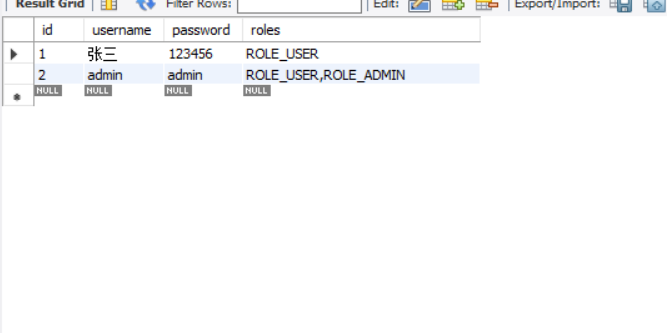 Result Grid Filter Rows: Edit: Export/Import:
id username password roles
1 张三 123456 ROLE_USER
2 admin admin ROLE_USER,ROLE_ADMIN
NULL NULL NULL NULL